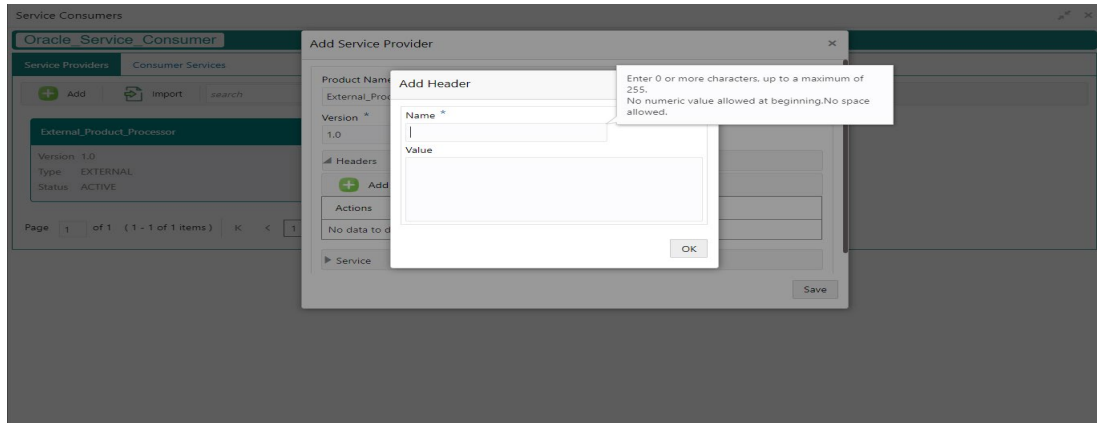 Service Consumers
Oracle_Service_Consumer
Service Providers Consumer Services
Add Import search
External_Product_Processor
Version 1.0
Type EXTERNAL
Status ACTIVE
Page 1 of 1 (1 - 1 of 1 items) K < 1
Add Service Provider
Product Name
External_Proc
Version *
1.0
Headers
Add
Actions
No data to d
Service
Save
Add Header
Name *
Value
OK
Enter 0 or more characters, up to a maximum of
255.
No numeric value allowed at beginning.No space
allowed.